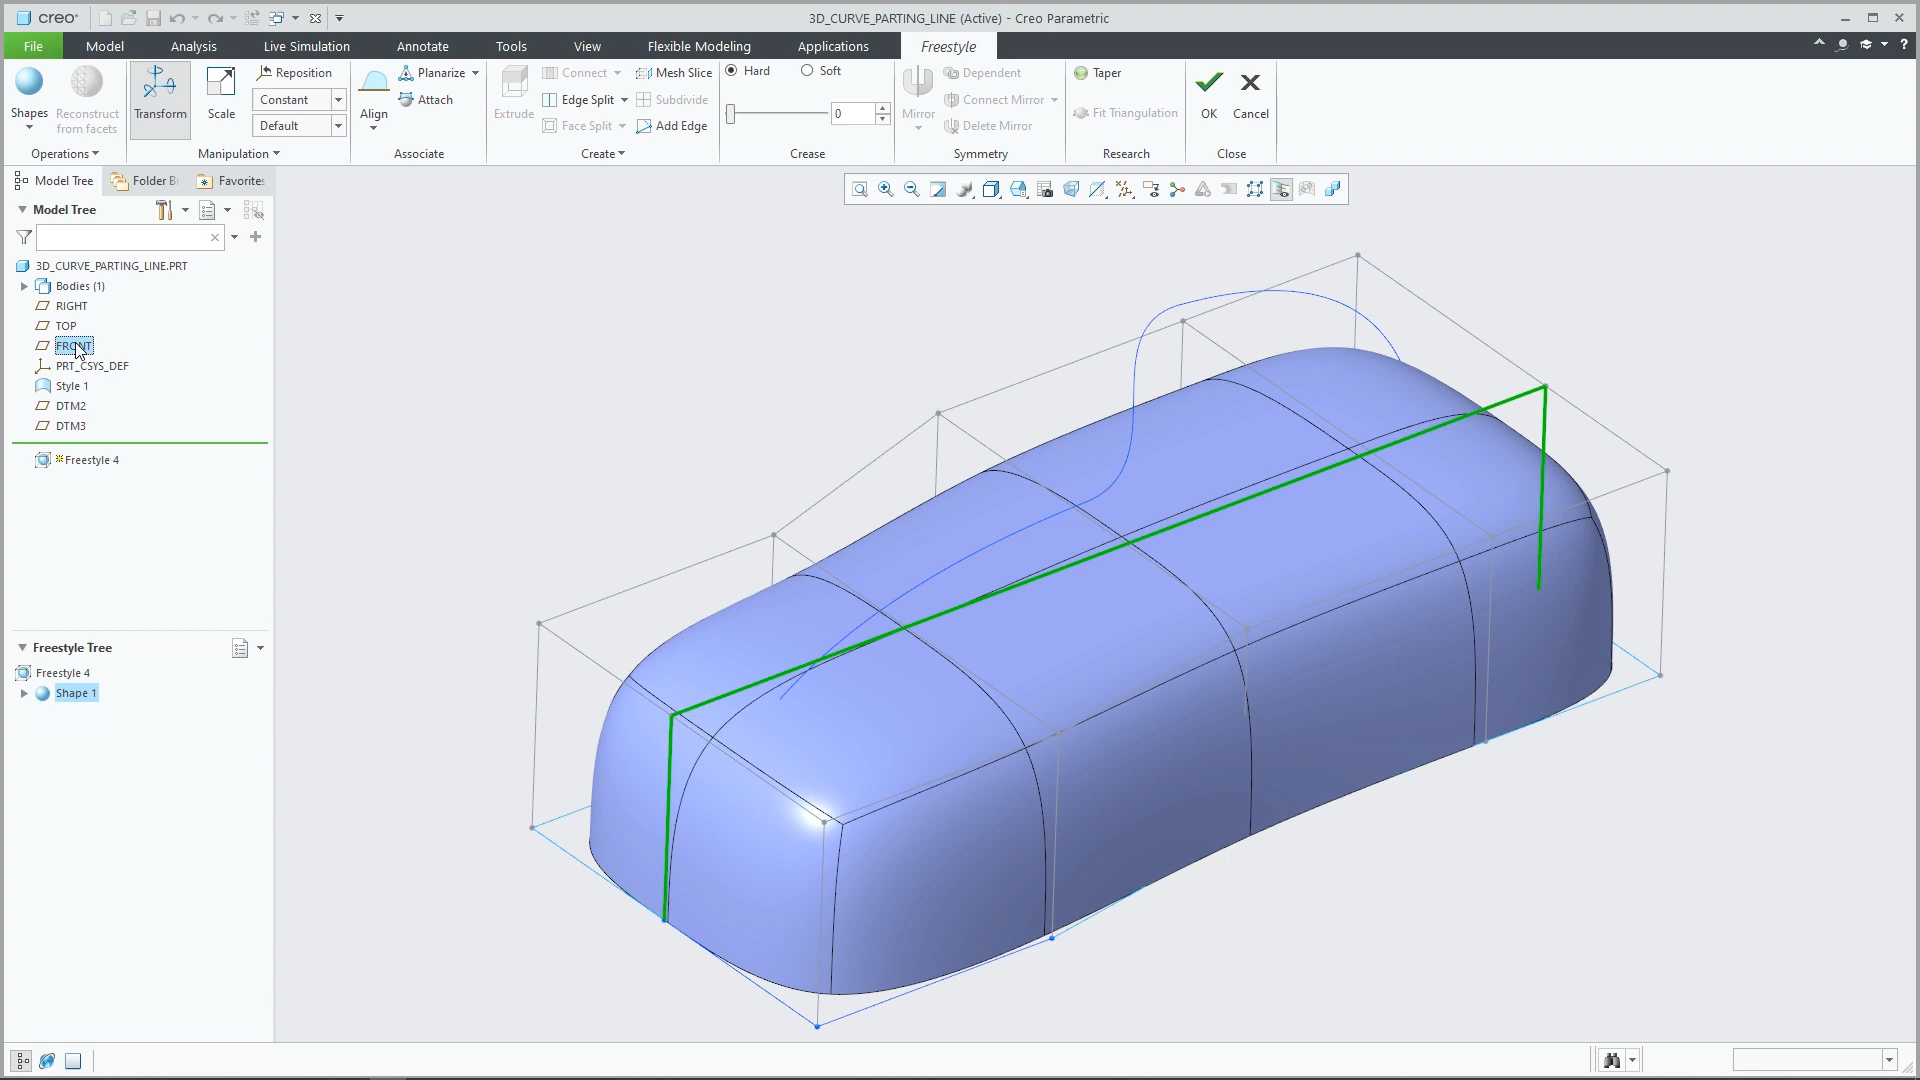 creo
3D_CURVE_PARTING_LINE (Active) - Creo Parametric
File Model Analysis Live Simulation Annotate Tools View Flexible Modeling Applications Freestyle
Shapes
Reconstruct from facets
Operations
Transform
Scale
Reposition
Constant
Default
Manipulation
Align
Planarize
Attach
Associate
Extrude
Connect
Edge Split
Face Split
Mesh Slice
Subdivide
Add Edge
Create
Hard
Soft
0
Crease
Mirror
Dependent
Connect Mirror
Delete Mirror
Symmetry
Taper
Fit Triangulation
Research
OK
Cancel
Close
Model Tree Folder B Favorites
Model Tree
3D_CURVE_PARTING_LINE.PRT
Bodies (1)
RIGHT
TOP
FRONT
PRT_CSYS_DEF
Style 1
DTM2
DTM3
Freestyle 4
Freestyle Tree
Freestyle 4
Shape 1